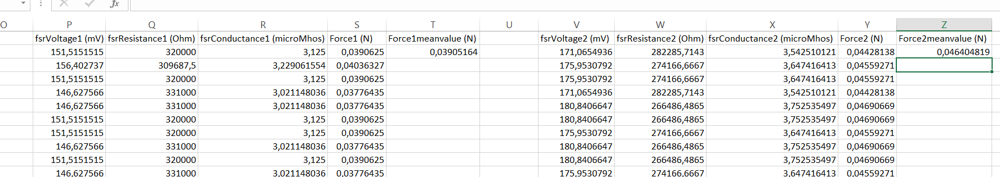 fx
O P Q R S T U V W X Y Z
fsrVoltage1 (mV) fsrResistance1 (Ohm) fsrConductance1 (microMhos) Force1 (N) Force1meanvalue (N) fsrVoltage2 (mV) fsrResistance2 (Ohm) fsrConductance2 (microMhos) Force2 (N) Force2meanvalue (N)
151,5151515 320000 3,125 0,0390625 0,03905164 171,0654936 282285,7143 3,542510121 0,04428138 0,046404819
156,402737 309687,5 3,229061554 0,04036327 175,9530792 274166,6667 3,647416413 0,04559271
151,5151515 320000 3,125 0,0390625 175,9530792 274166,6667 3,647416413 0,04559271
146,627566 331000 3,021148036 0,03776435 171,0654936 282285,7143 3,542510121 0,04428138
146,627566 331000 3,021148036 0,03776435 180,8406647 266486,4865 3,752535497 0,04690669
151,5151515 320000 3,125 0,0390625 180,8406647 266486,4865 3,752535497 0,04690669
151,5151515 320000 3,125 0,0390625 175,9530792 274166,6667 3,647416413 0,04559271
146,627566 331000 3,021148036 0,03776435 180,8406647 266486,4865 3,752535497 0,04690669
151,5151515 320000 3,125 0,0390625 180,8406647 266486,4865 3,752535497 0,04690669
146,627566 331000 3,021148036 0,03776435 175,9530792 274166,6667 3,647416413 0,04559271